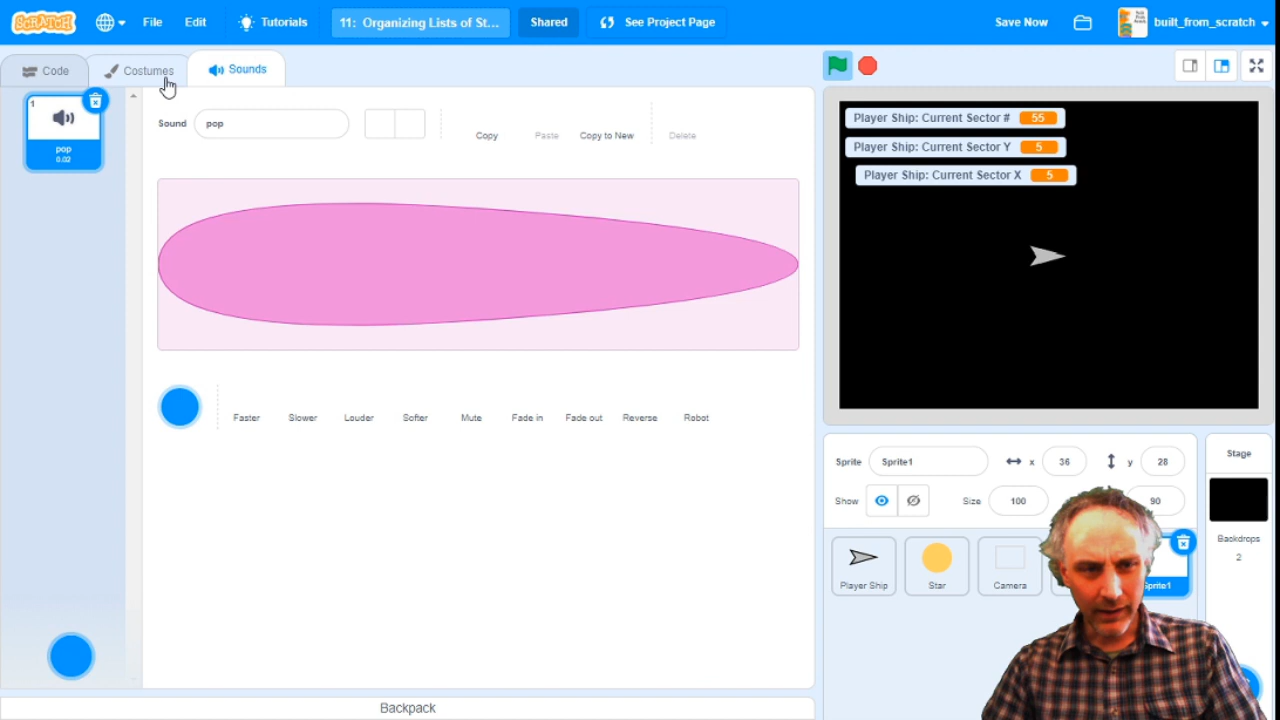 SCRATCH File Edit Tutorials 11: Organizing Lists of St... Shared See Project Page Save Now built_from_scratch
Code Costumes Sounds
1
pop
0.02
Sound pop Copy Paste Copy to New Delete
Faster Slower Louder Softer Mute Fade in Fade out Reverse Robot
Player Ship: Current Sector # 55
Player Ship: Current Sector Y 5
Player Ship: Current Sector X 5
Sprite Sprite1 x 36 y 28
Show Size 100 90
Player Ship Star Camera Sprite1
Stage
Backdrops
2
Backpack